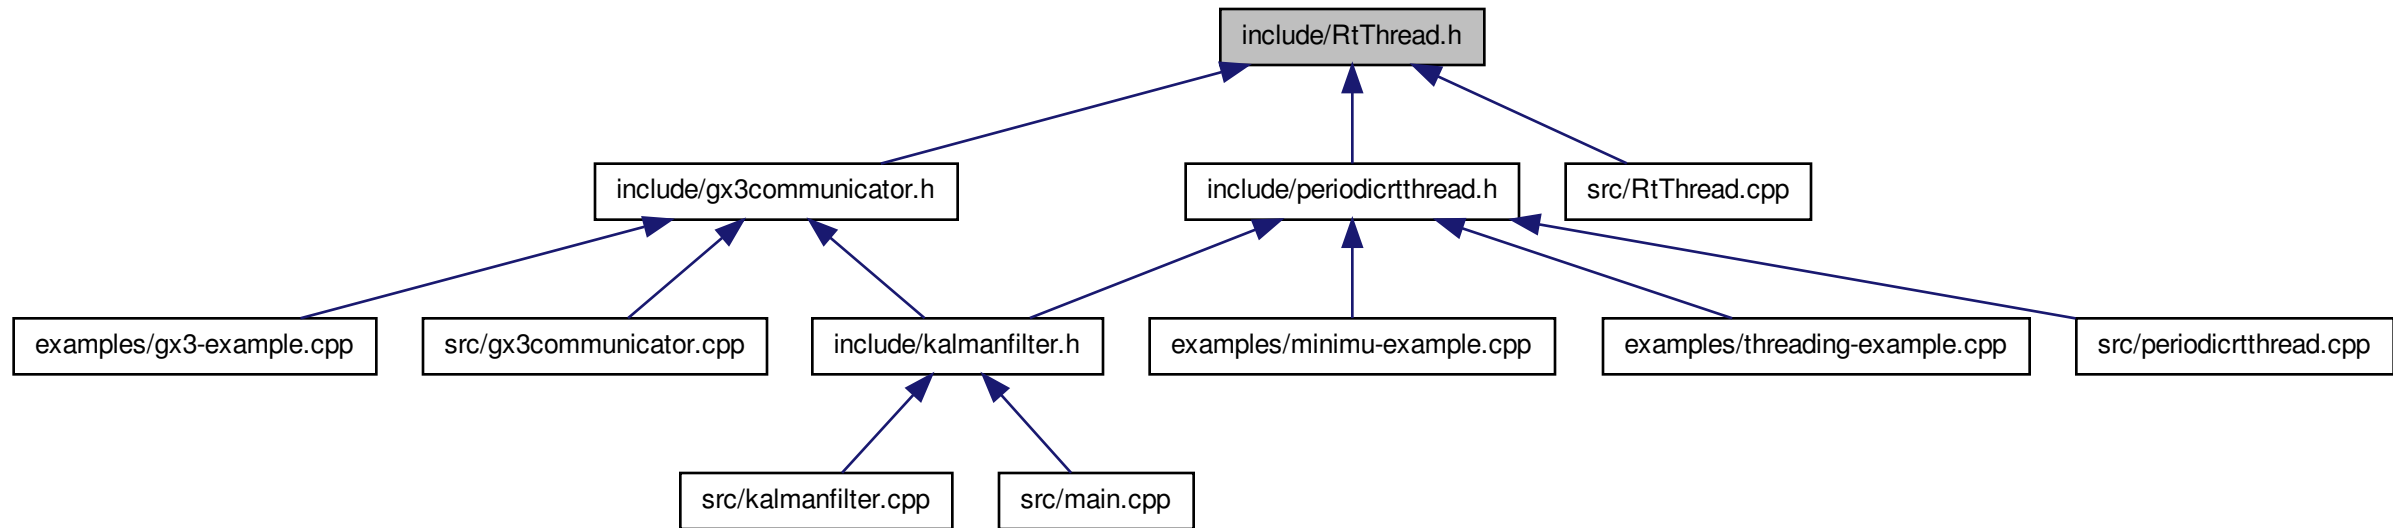 include/RtThread.h
include/gx3communicator.h
include/periodicrtthread.h
src/RtThread.cpp
examples/gx3-example.cpp
src/gx3communicator.cpp
include/kalmanfilter.h
examples/minimu-example.cpp
examples/threading-example.cpp
src/periodicrtthread.cpp
src/kalmanfilter.cpp
src/main.cpp